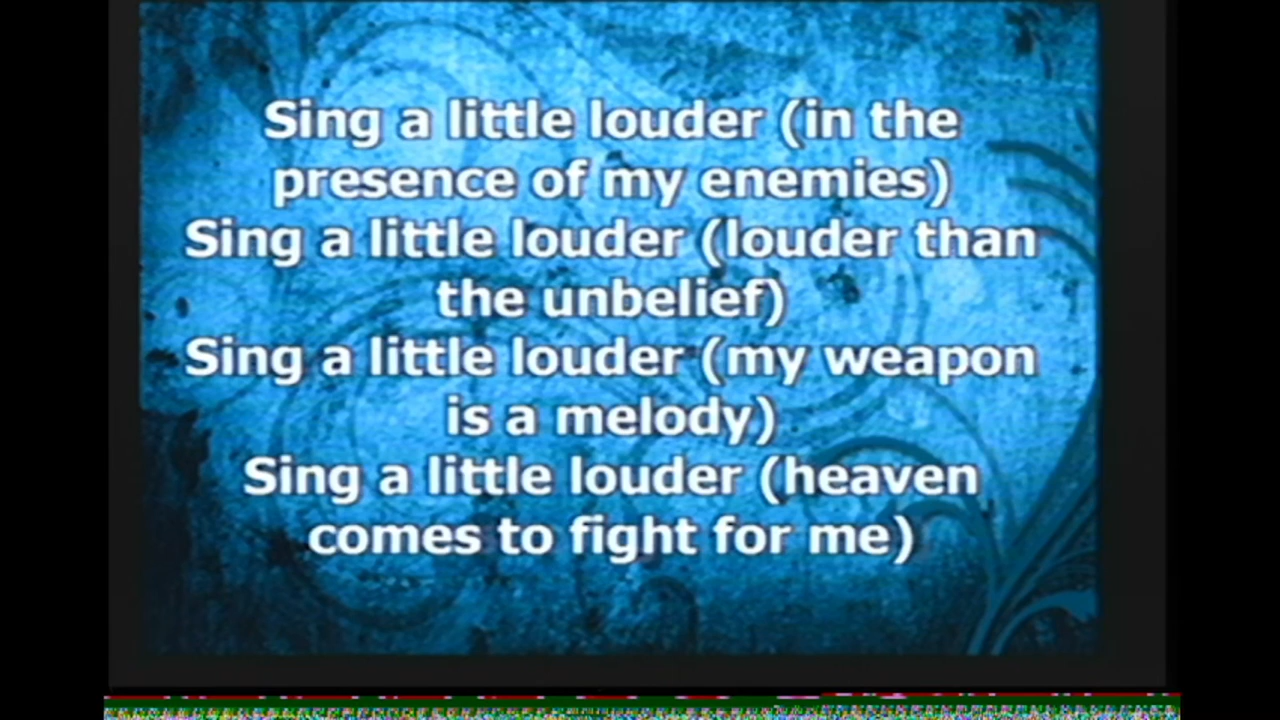 Sing a little louder (in the
presence of my enemies)
Sing a little louder (louder than
the unbelief)
Sing a little louder (my weapon
is a melody)
Sing a little louder (heaven
comes to fight for me)